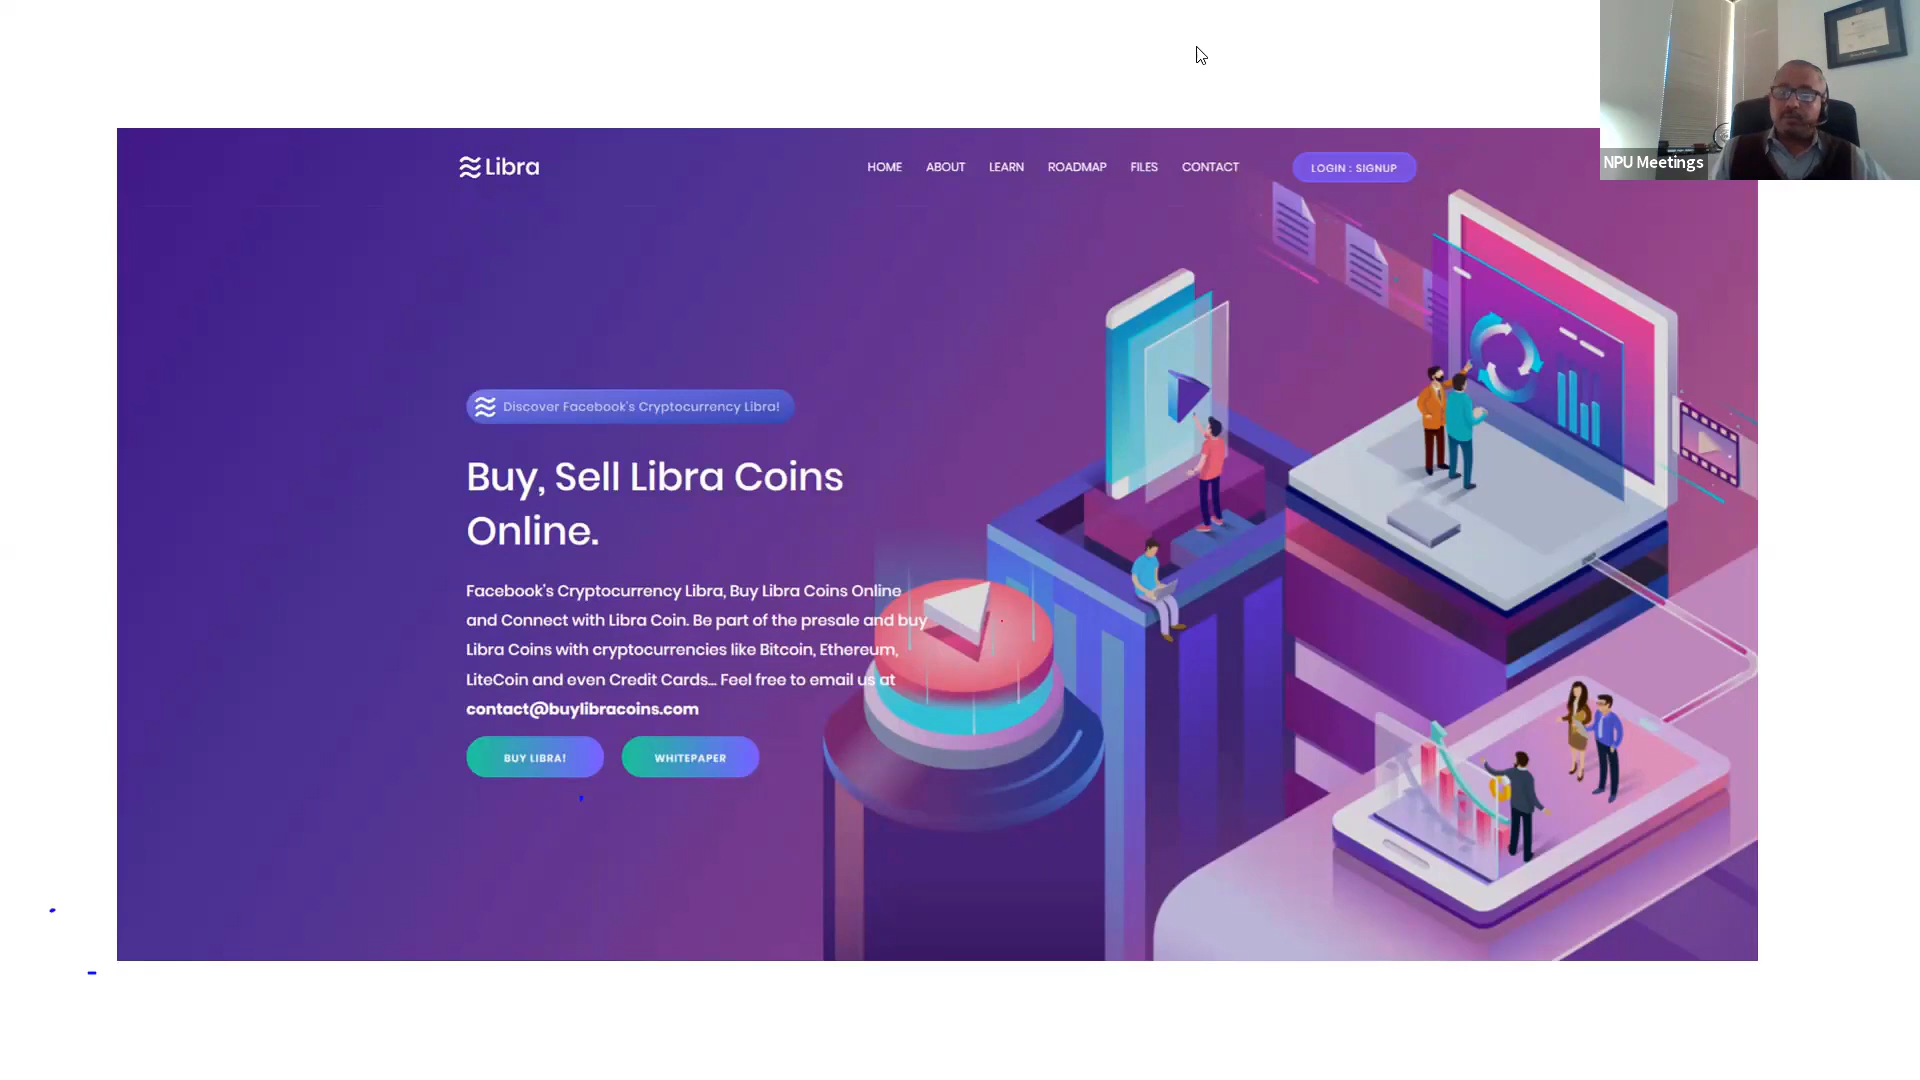 Libra
HOME ABOUT LEARN ROADMAP FILES CONTACT
LOGIN : SIGNUP
NPU Meetings
Discover Facebook's Cryptocurrency Libra!
Buy, Sell Libra Coins
Online.
Facebook's Cryptocurrency Libra, Buy Libra Coins Online
and Connect with Libra Coin. Be part of the presale and buy
Libra Coins with cryptocurrencies like Bitcoin, Ethereum,
LiteCoin and even Credit Cards... Feel free to email us at
contact@buylibracoins.com
BUY LIBRA!
WHITEPAPER